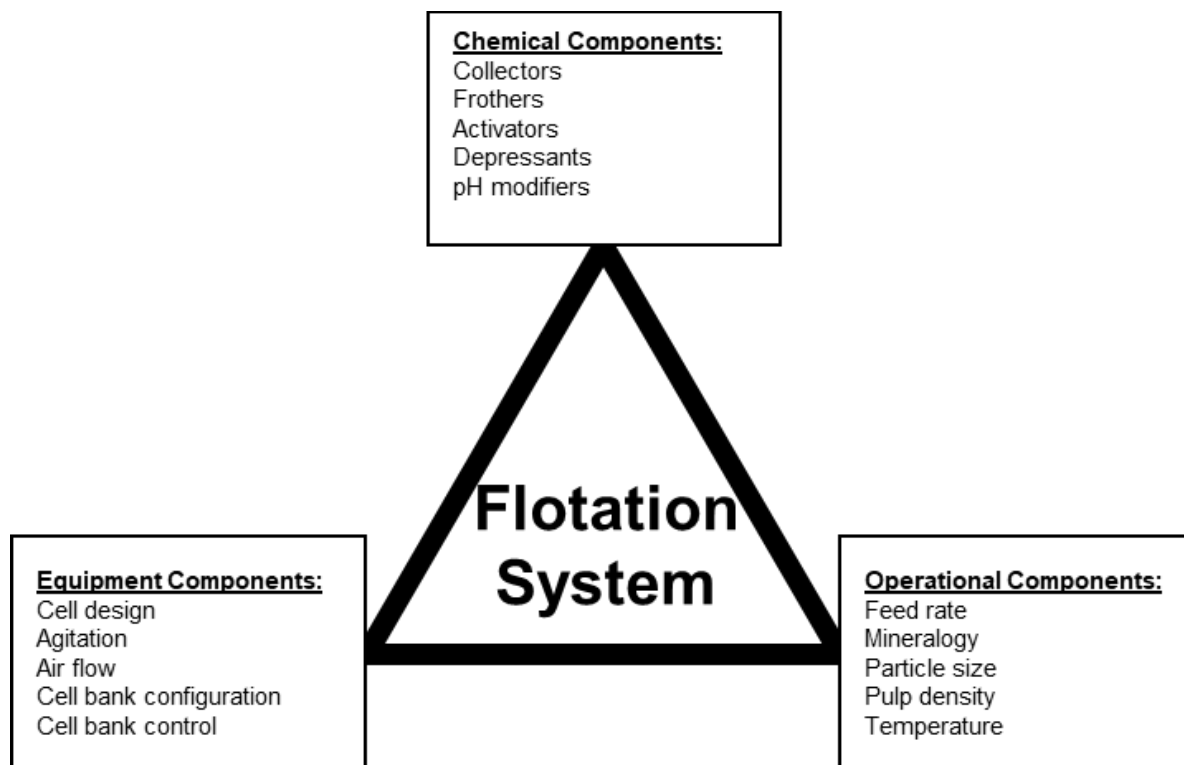 Chemical Components:
Collectors
Frothers
Activators
Depressants
pH modifiers
Flotation
System
Equipment Components:
Cell design
Agitation
Air flow
Cell bank configuration
Cell bank control
Operational Components:
Feed rate
Mineralogy
Particle size
Pulp density
Temperature